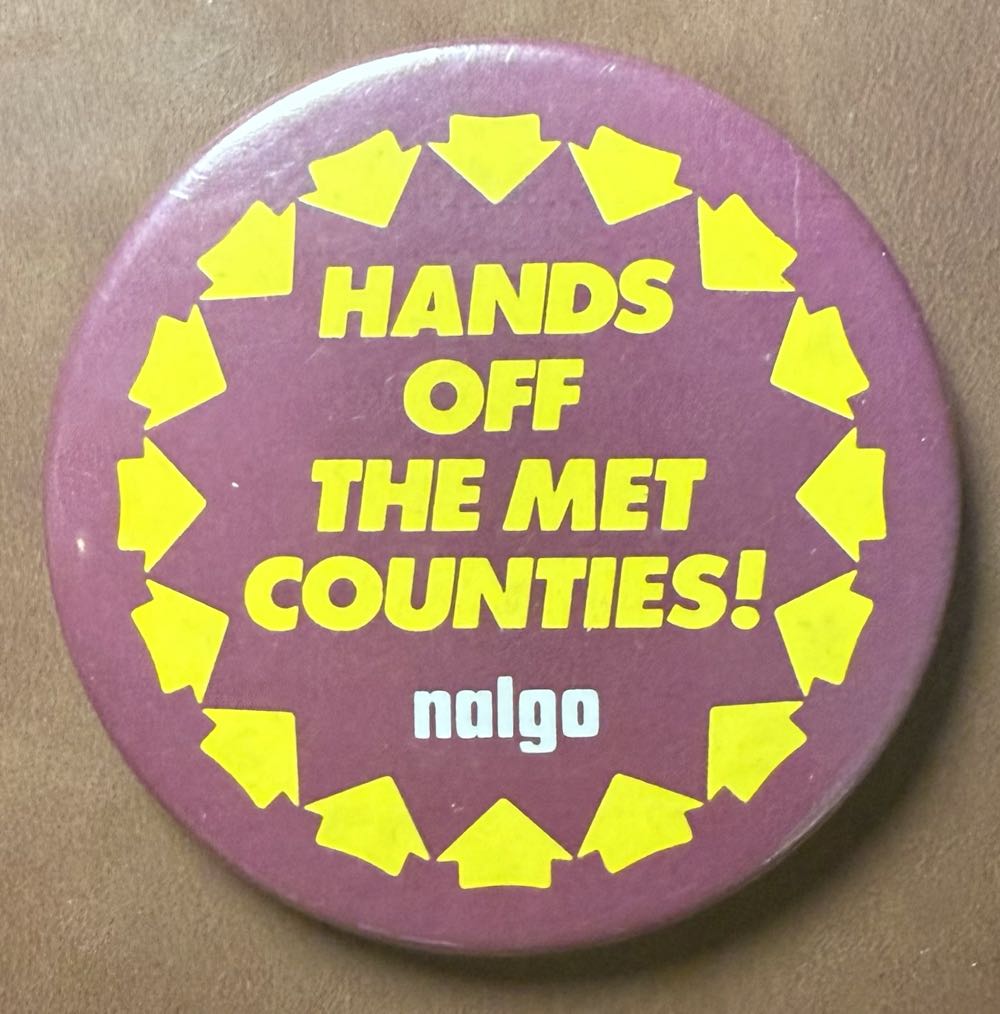 HANDS
OFF
THE MET
COUNTIES!
nalgo